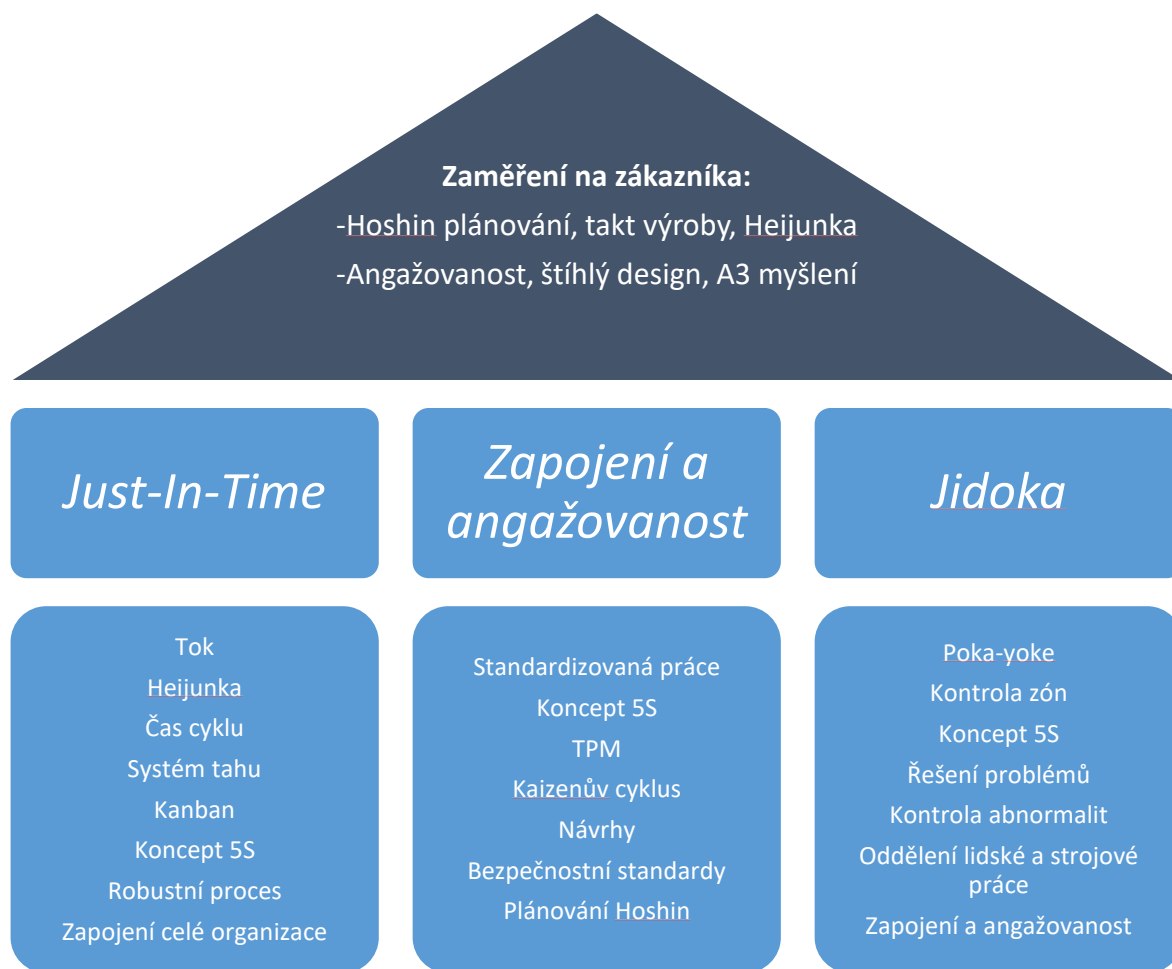 Zaměření na zákazníka:
-Hoshin plánování, takt výroby, Heijunka
-Angažovanost, štíhlý design, A3 myšlení
Just-In-Time
Zapojení a
angažovanost
Jidoka
Tok
Heijunka
Čas cyklu
Systém tahu
Kanban
Koncept 5S
Robustní proces
Zapojení celé organizace
Standardizovaná práce
Koncept 5S
TPM
Kaizenův cyklus
Návrhy
Bezpečnostní standardy
Plánování Hoshin
Poka-yoke
Kontrola zón
Koncept 5S
Řešení problémů
Kontrola abnormalit
Oddělení lidské a strojové
práce
Zapojení a angažovanost